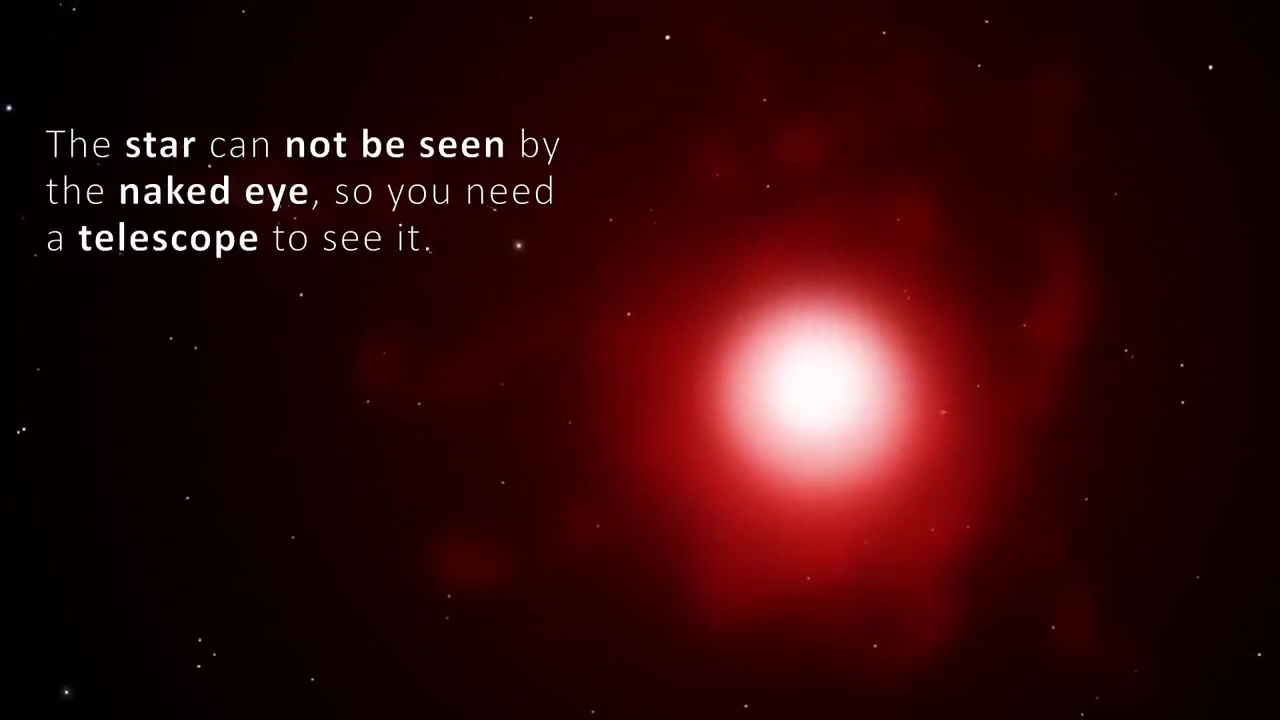 The star can not be seen by
the naked eye, so you need
a telescope to see it.